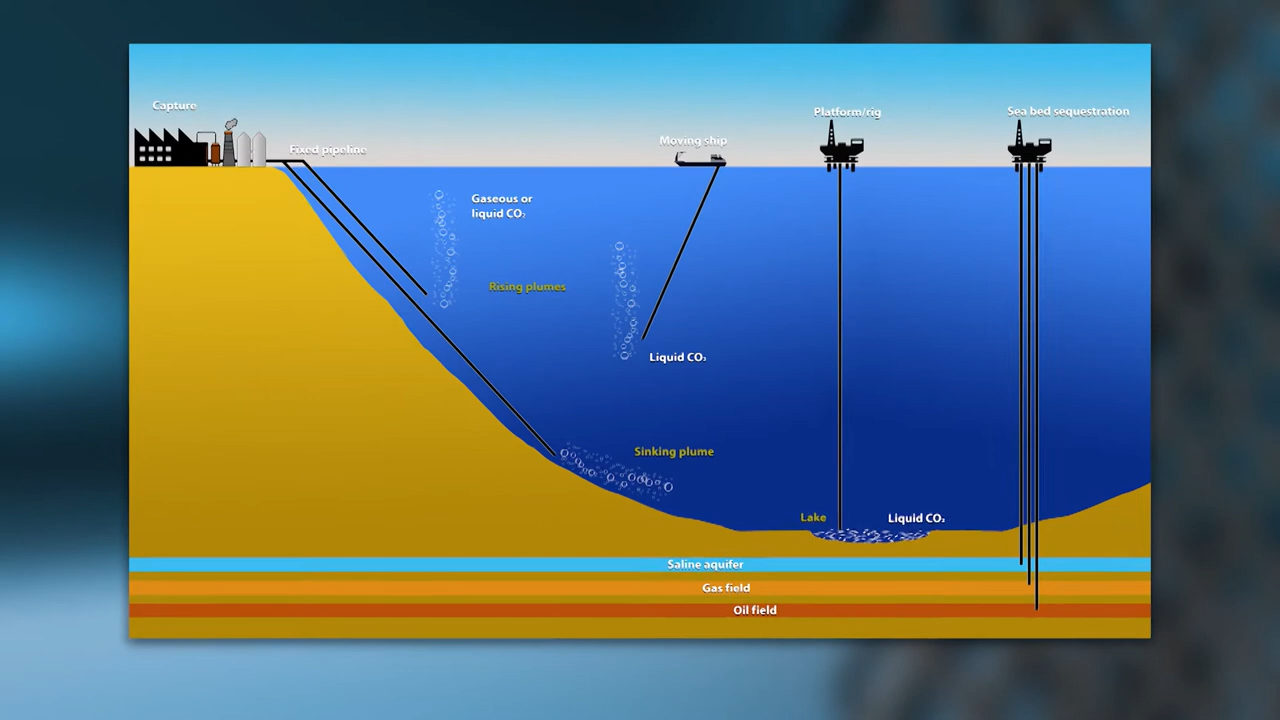 Capture
Fixed pipeline
Moving ship
Platform/rig
Sea bed sequestration
Gaseous or
liquid CO₂
Rising plumes
Liquid CO₃
Sinking plume
Lake
Liquid CO₂
Saline aquifer
Gas field
Oil field